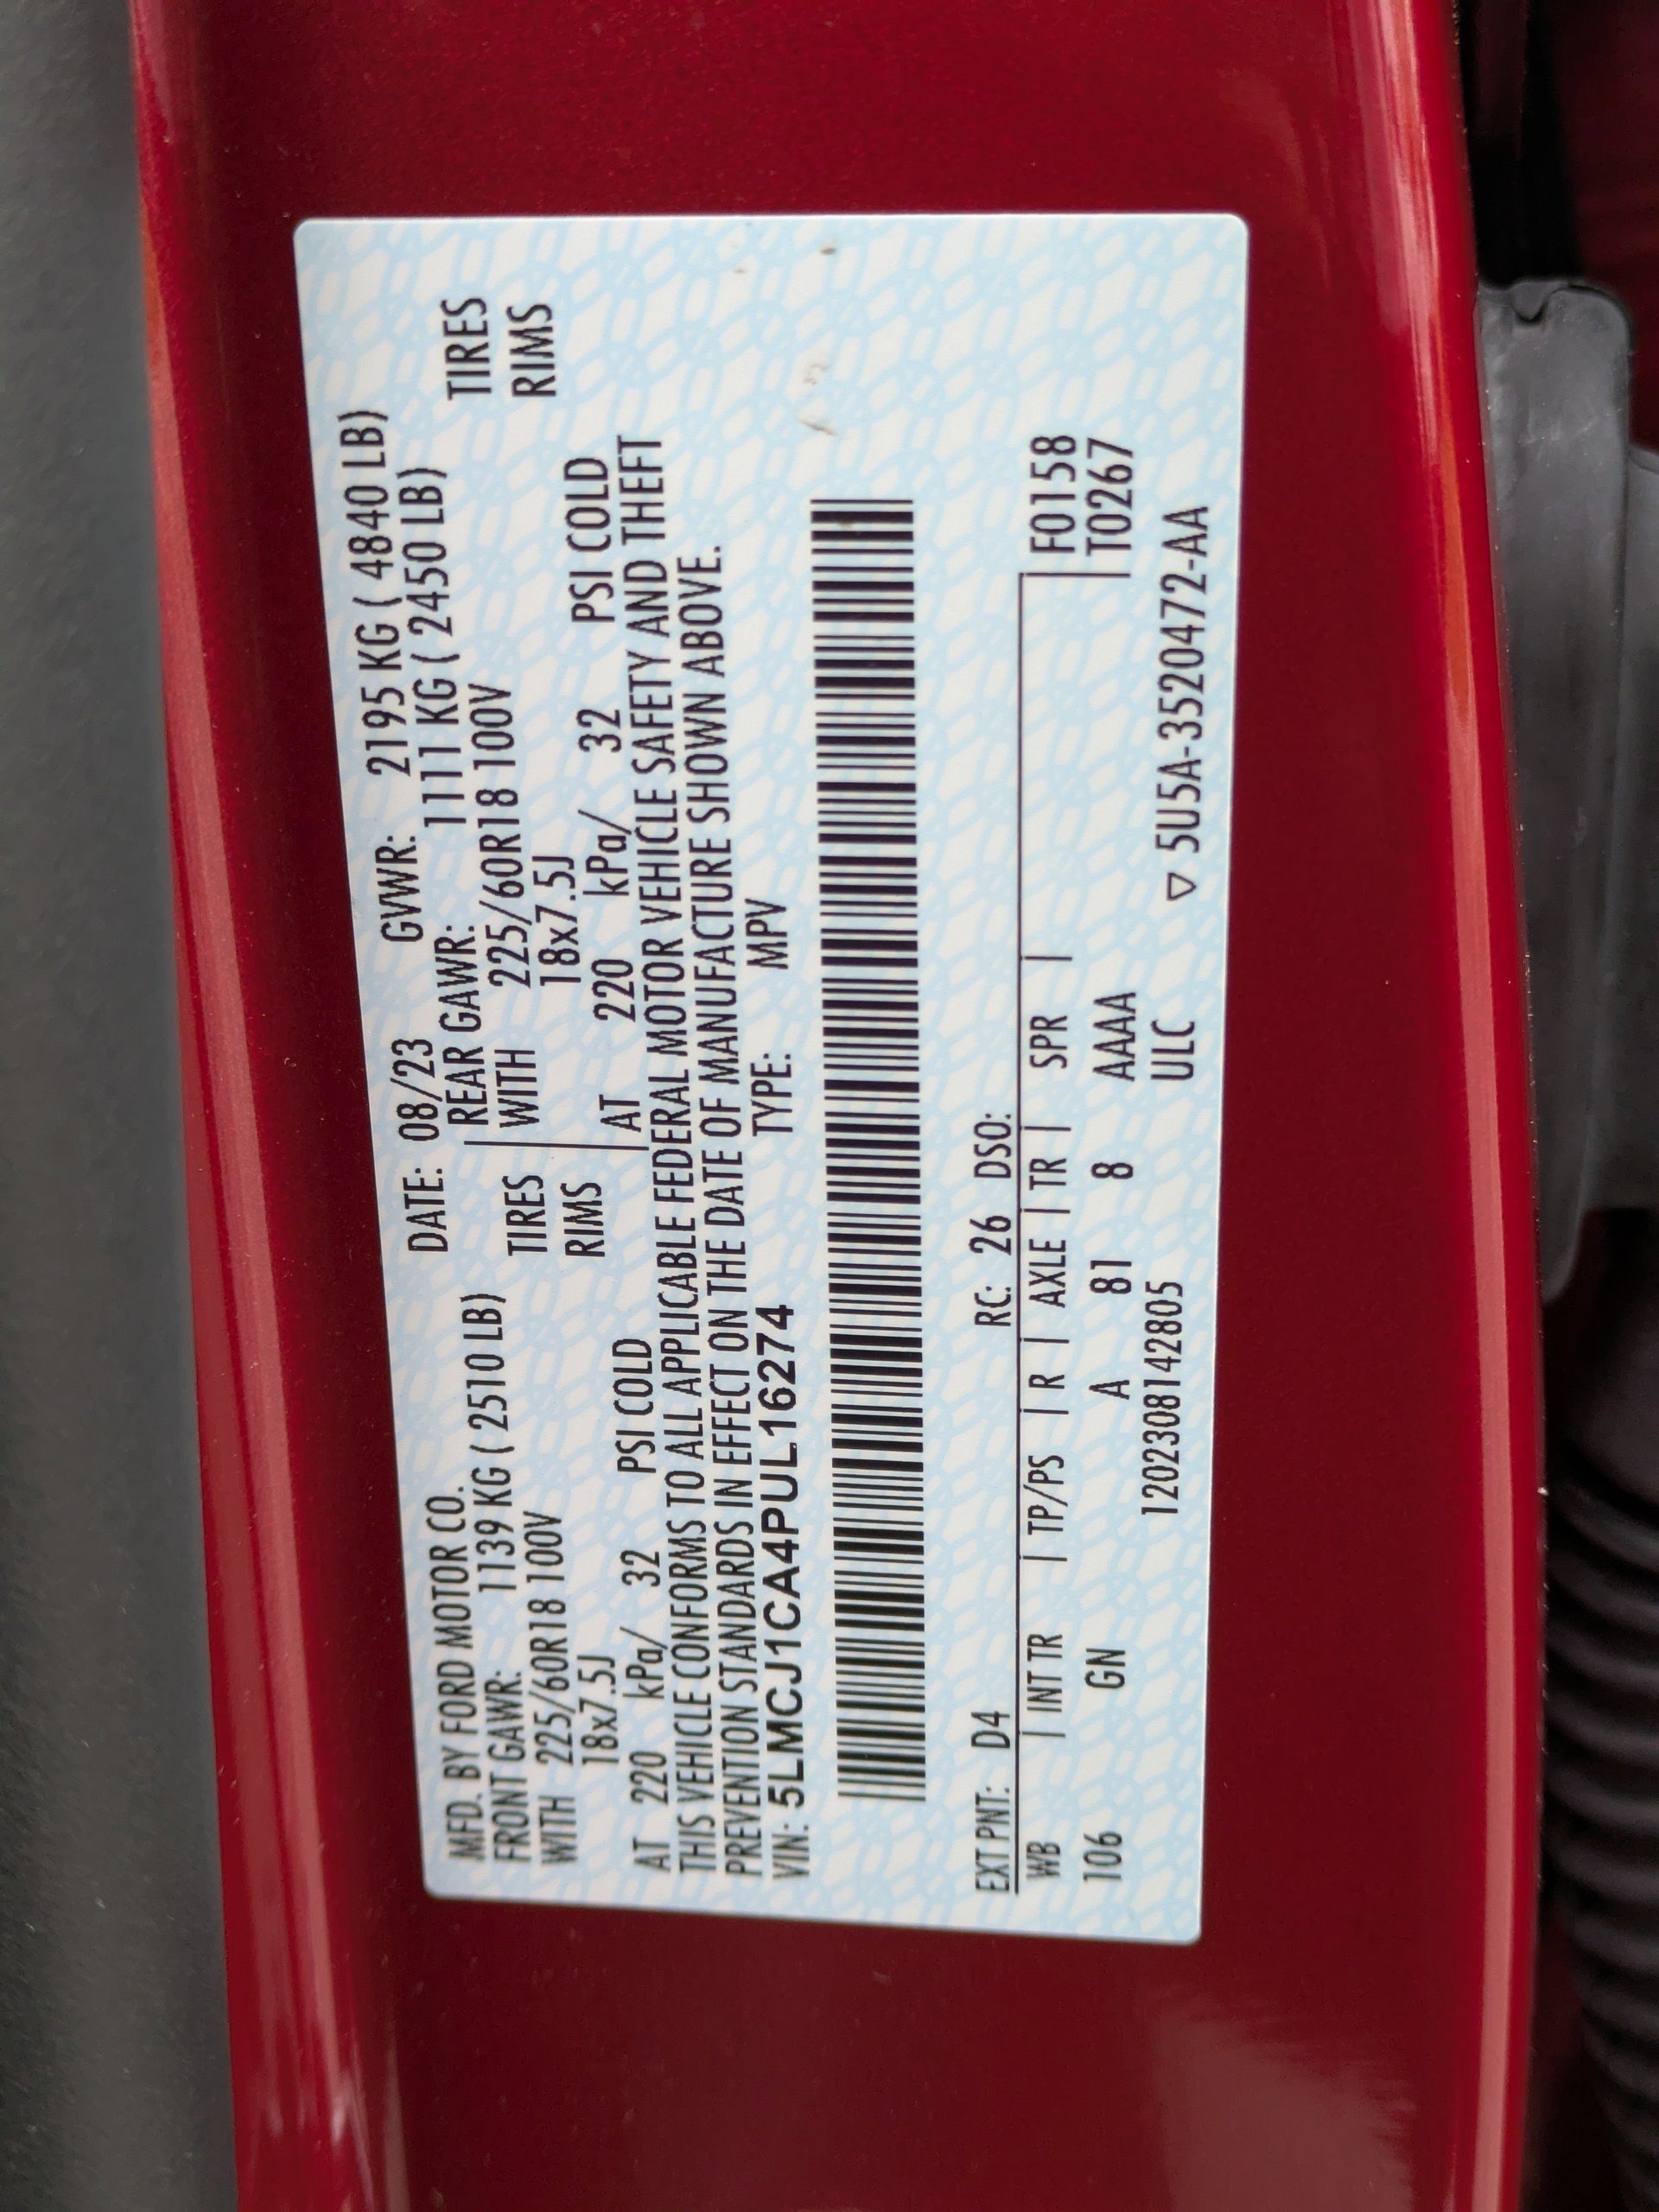 MFD. BY FORD MOTOR CO. DATE: 08/23 GVWR: 2195 KG ( 4840 LB)
FRONT GAWR: 1139 KG ( 2510 LB) REAR GAWR: 1111 KG ( 2450 LB)
WITH 225/60R18 100V TIRES WITH 225/60R18 100V TIRES
18x7.5J RIMS 18x7.5J RIMS
AT 220 kPa/ 32 PSI COLD AT 220 kPa/ 32 PSI COLD
THIS VEHICLE CONFORMS TO ALL APPLICABLE FEDERAL MOTOR VEHICLE SAFETY AND THEFT
PREVENTION STANDARDS IN EFFECT ON THE DATE OF MANUFACTURE SHOWN ABOVE.
VIN: 5LMCJ1CA4PUL16274 TYPE: MPV
EXT PNT: D4 RC: 26 DSO:
WB | INT TR | TP/PS | R | AXLE | TR | SPR | F0158
106 GN A 81 8 AAAA T0267
1202308142805 ULC ▽ 5U5A-3520472-AA